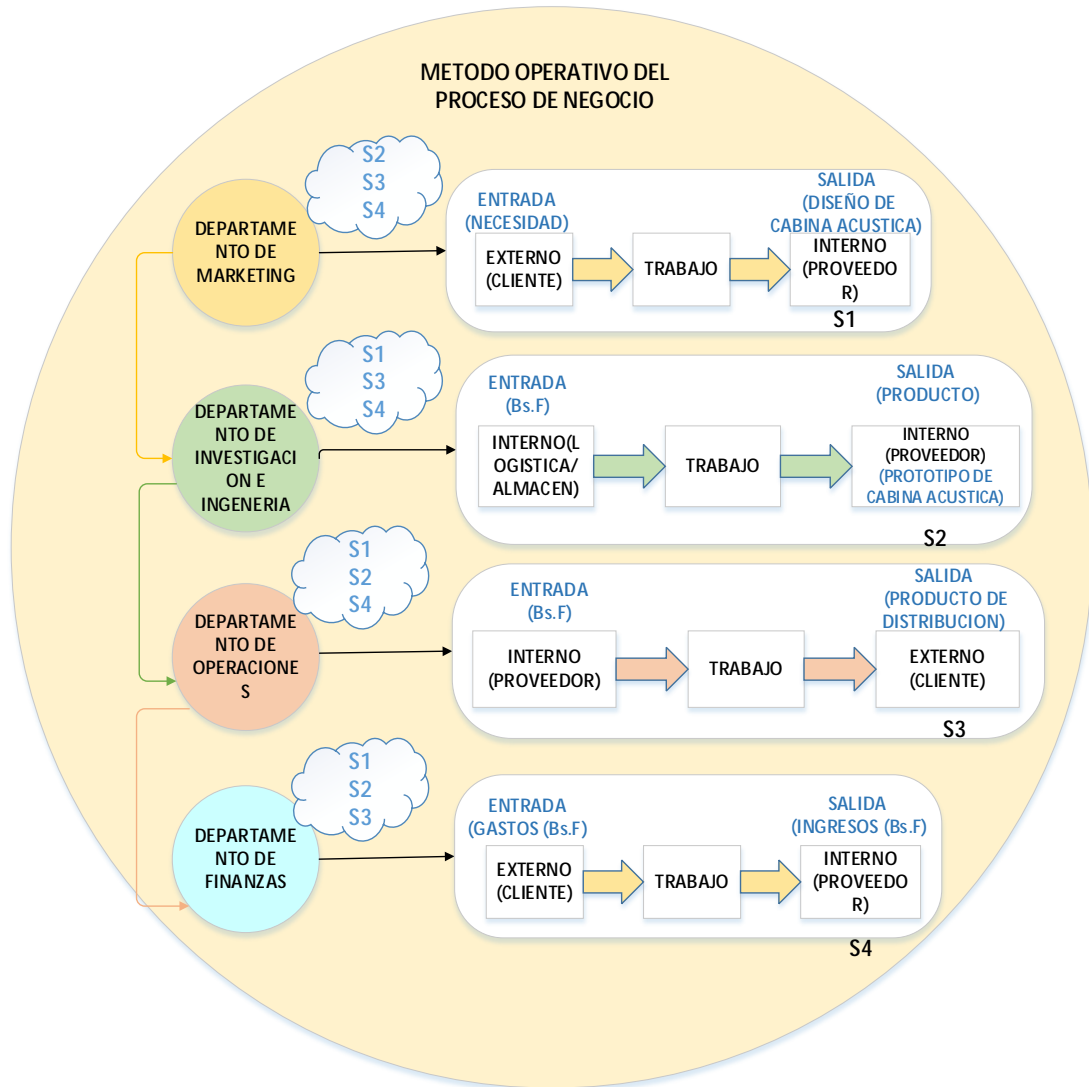 METODO OPERATIVO DEL
PROCESO DE NEGOCIO
S2
S3
S4
DEPARTAME
NTO DE
MARKETING
ENTRADA
(NECESIDAD)
EXTERNO
(CLIENTE)
TRABAJO
SALIDA
(DISEÑO DE
CABINA ACUSTICA)
INTERNO
(PROVEEDO
R)
S1
S1
S3
S4
DEPARTAME
NTO DE
INVESTIGACI
ON E
INGENERIA
ENTRADA
(Bs.F)
INTERNO(L
OGISTICA/
ALMACEN)
TRABAJO
SALIDA
(PRODUCTO)
INTERNO
(PROVEEDOR)
(PROTOTIPO DE
CABINA ACUSTICA)
S2
S1
S2
S4
DEPARTAME
NTO DE
OPERACIONE
S
ENTRADA
(Bs.F)
INTERNO
(PROVEEDOR)
TRABAJO
SALIDA
(PRODUCTO DE
DISTRIBUCION)
EXTERNO
(CLIENTE)
S3
S1
S2
S3
DEPARTAME
NTO DE
FINANZAS
ENTRADA
(GASTOS (Bs.F)
EXTERNO
(CLIENTE)
TRABAJO
SALIDA
(INGRESOS (Bs.F)
INTERNO
(PROVEEDO
R)
S4